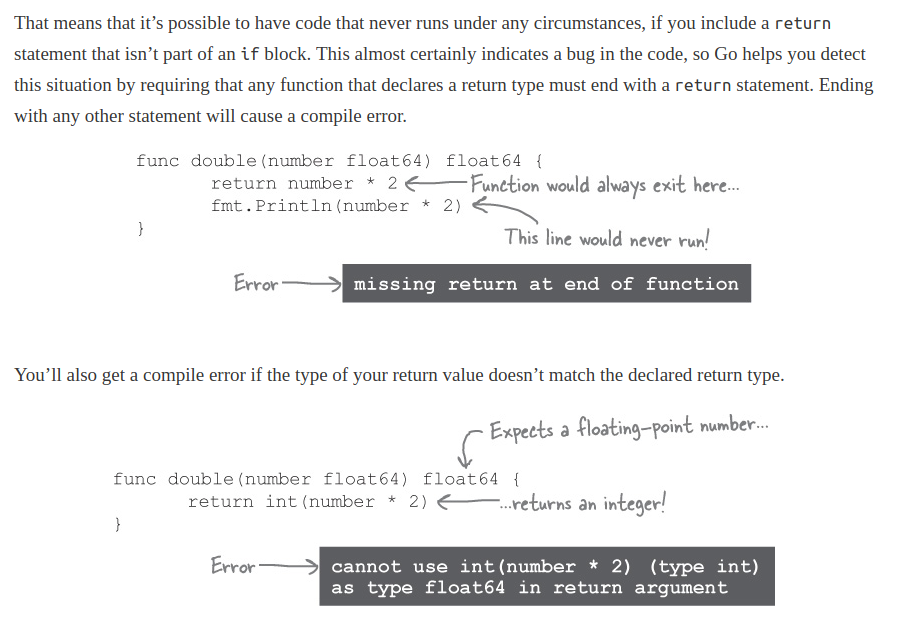 That means that it’s possible to have code that never runs under any circumstances, if you include a return
statement that isn’t part of an if block. This almost certainly indicates a bug in the code, so Go helps you detect
this situation by requiring that any function that declares a return type must end with a return statement. Ending
with any other statement will cause a compile error.
func double(number float64) float64 {
return number * 2 Function would always exit here...
fmt.Println(number * 2)
}
This line would never run!
Error missing return at end of function
You’ll also get a compile error if the type of your return value doesn’t match the declared return type.
Expects a floating-point number...
func double(number float64) float64 {
return int(number * 2) ...returns an integer!
}
Error cannot use int(number * 2) (type int)
as type float64 in return argument